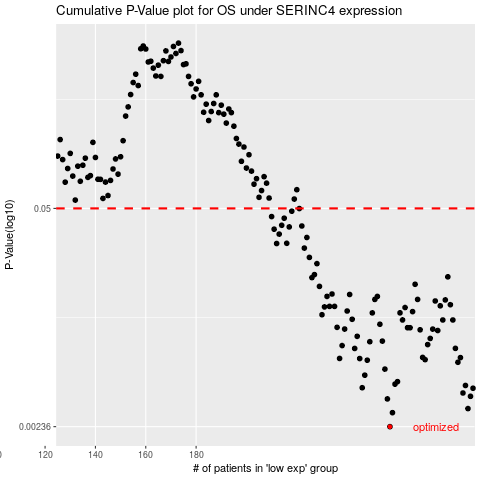 Cumulative P-Value plot for OS under SERINC4 expression
P-Value(log10)
0.05
0.00236
optimized
0 120 140 160 180
# of patients in 'low exp' group